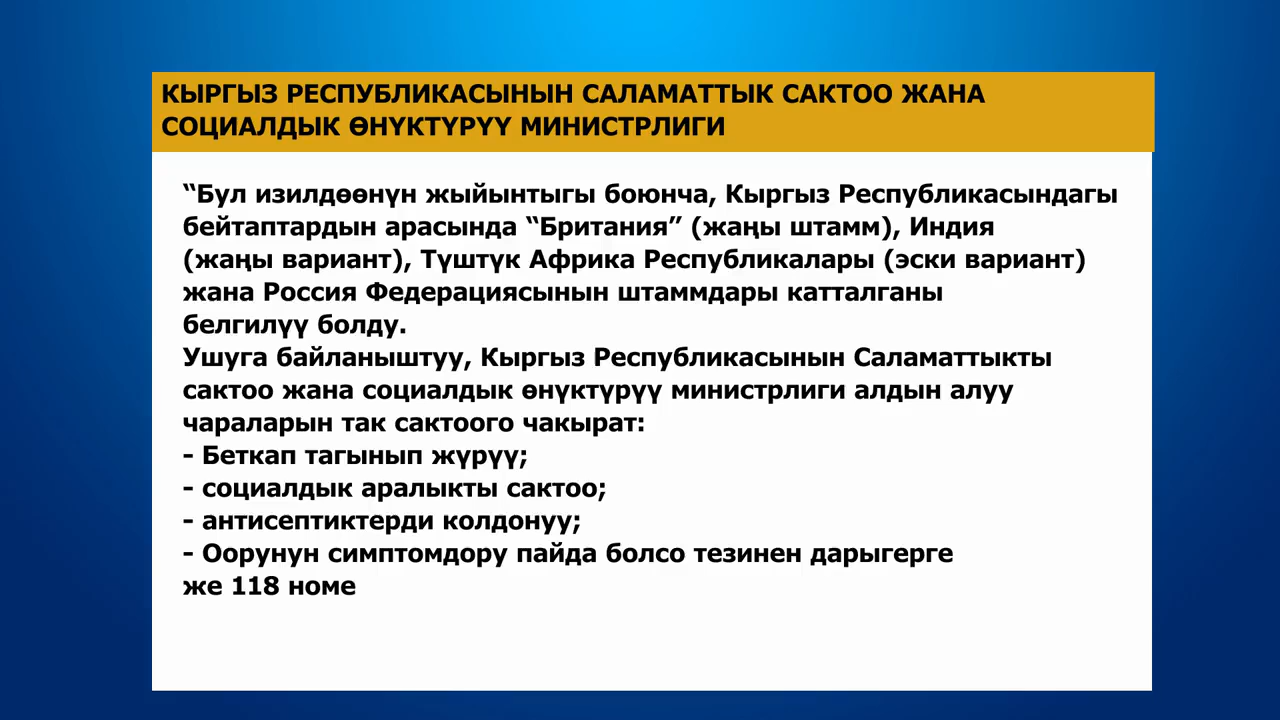 КЫРГЫЗ РЕСПУБЛИКАСЫНЫН САЛАМАТТЫК САКТОО ЖАНА
СОЦИАЛДЫК ӨНҮКТҮРҮҮ МИНИСТРЛИГИ
“Бул изилдөөнүн жыйынтыгы боюнча, Кыргыз Республикасындагы
бейтаптардын арасында “Британия” (жаңы штамм), Индия
(жаңы вариант), Түштүк Африка Республикалары (эски вариант)
жана Россия Федерациясынын штаммдары катталганы
белгилүү болду.
Ушуга байланыштуу, Кыргыз Республикасынын Саламаттыкты
сактоо жана социалдык өнүктүрүү министрлиги алдын алуу
чараларын так сактоого чакырат:
- Беткап тагынып жүрүү;
- социалдык аралыкты сактоо;
- антисептиктерди колдонуу;
- Оорунун симптомдору пайда болсо тезинен дарыгерге
же 118 номе